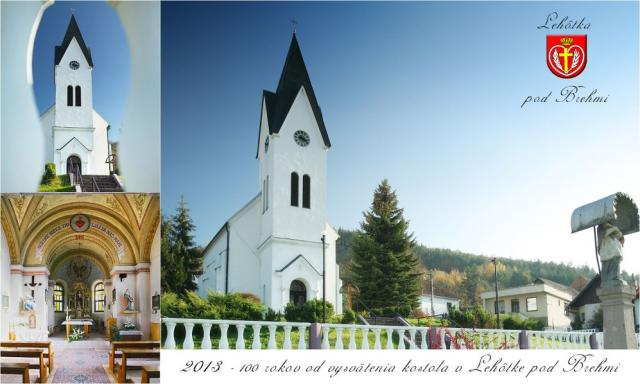 Lehôtka
pod Brehmi
2013 - 100 rokov od vysvätenia kostola v Lehôtke pod Brehmi